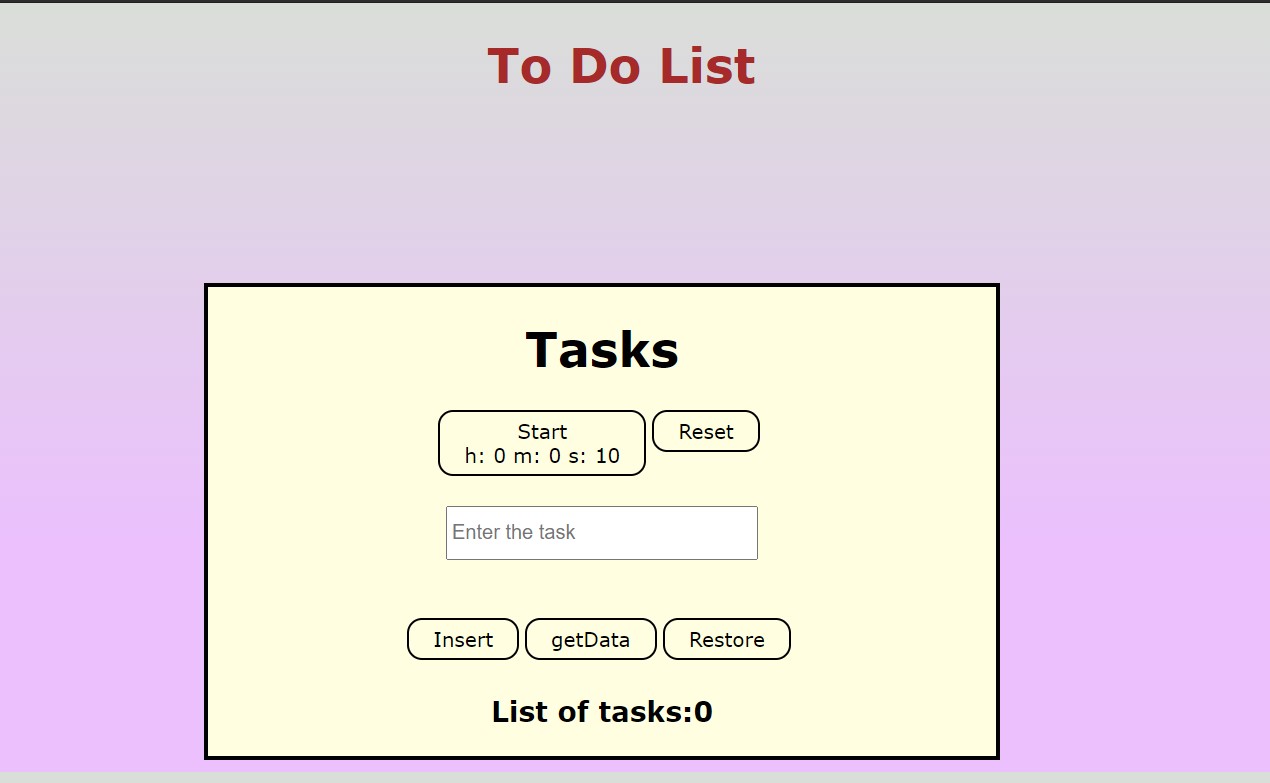 To Do List
Tasks
Start
h: 0 m: 0 s: 10
Reset
Enter the task
Insert
getData
Restore
List of tasks:0